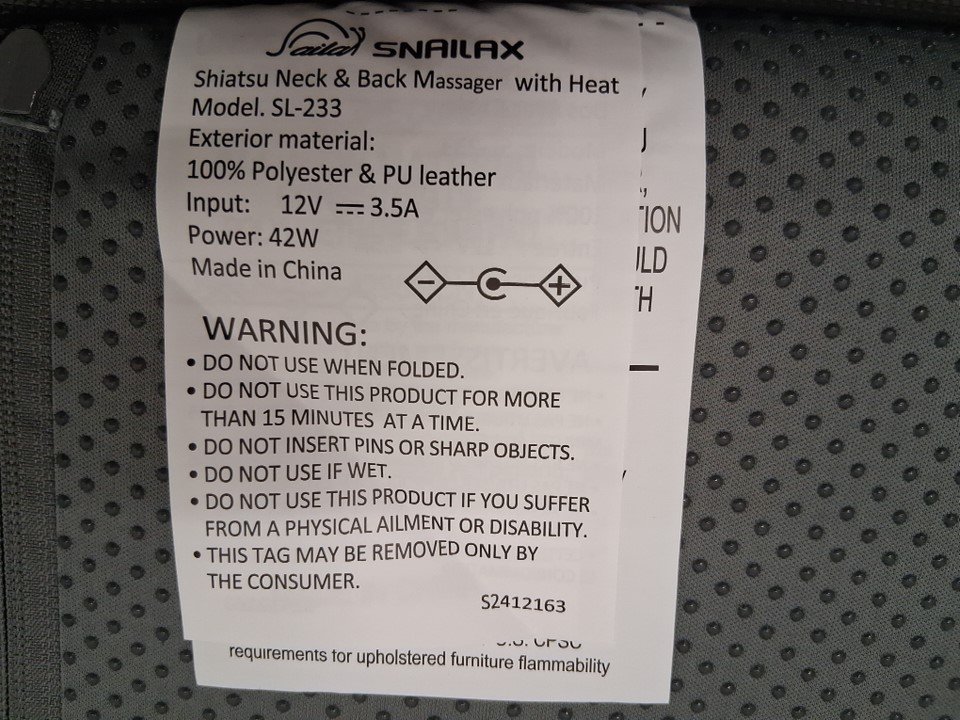 Snailax SNAILAX
Shiatsu Neck & Back Massager with Heat
Model. SL-233
Exterior material:
100% Polyester & PU leather
Input: 12V ⎓ 3.5A
Power: 42W
Made in China
WARNING:
• DO NOT USE WHEN FOLDED.
• DO NOT USE THIS PRODUCT FOR MORE
THAN 15 MINUTES AT A TIME.
• DO NOT INSERT PINS OR SHARP OBJECTS.
• DO NOT USE IF WET.
• DO NOT USE THIS PRODUCT IF YOU SUFFER
FROM A PHYSICAL AILMENT OR DISABILITY.
• THIS TAG MAY BE REMOVED ONLY BY
THE CONSUMER.
S2412163
requirements for upholstered furniture flammability